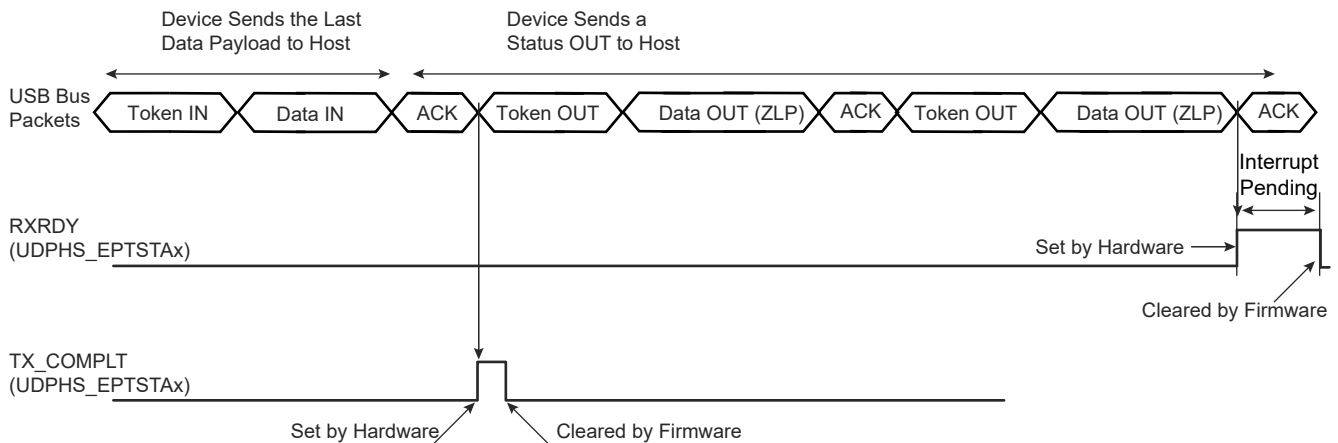 Device Sends the Last
Data Payload to Host
Device Sends a
Status OUT to Host
USB Bus
Packets
Token IN
Data IN
ACK
Token OUT
Data OUT (ZLP)
ACK
Token OUT
Data OUT (ZLP)
ACK
Interrupt
Pending
RXRDY
(UDPHS_EPTSTAx)
Set by Hardware
Cleared by Firmware
TX_COMPLT
(UDPHS_EPTSTAx)
Set by Hardware
Cleared by Firmware